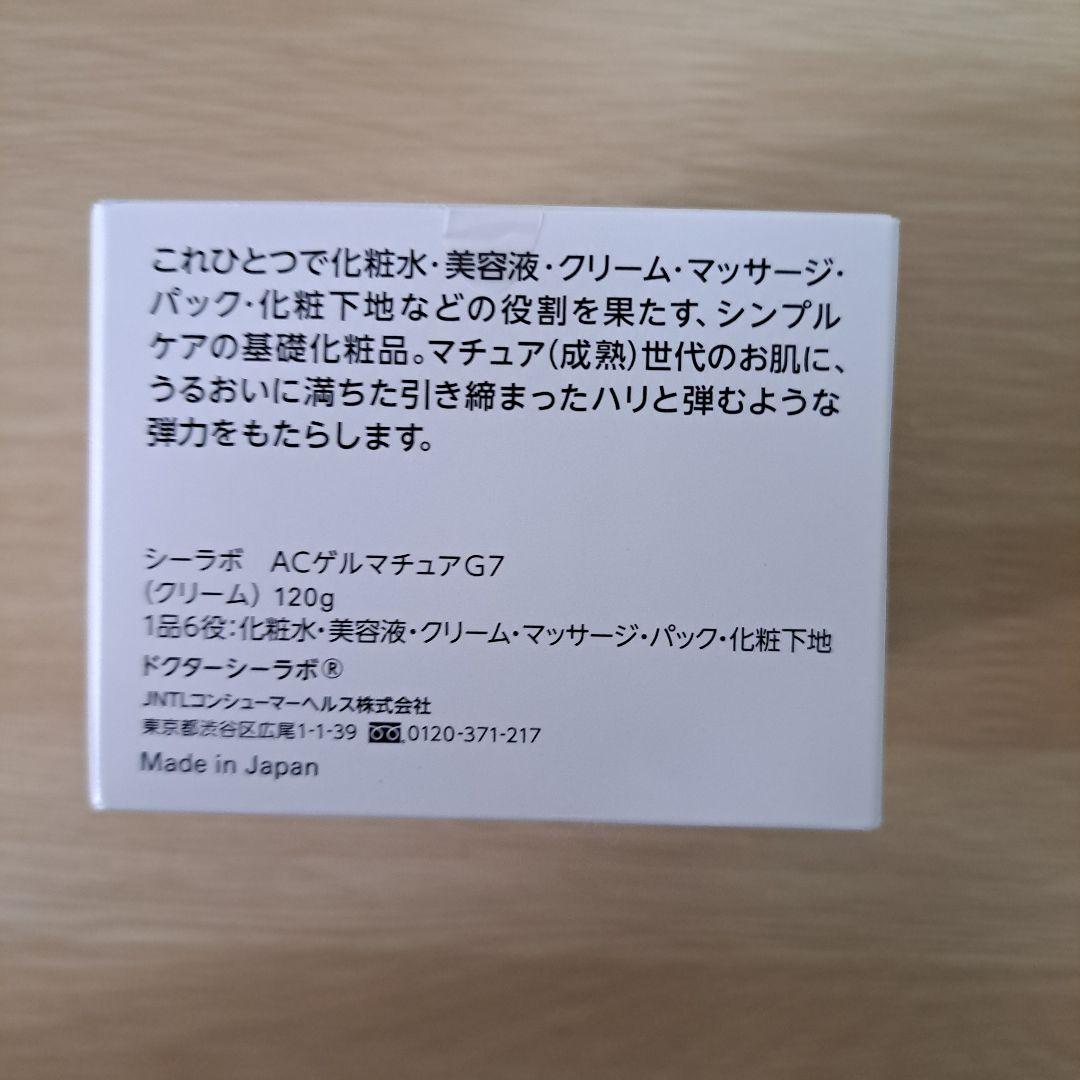 これひとつで化粧水・美容液・クリーム・マッサージ・
パック・化粧下地などの役割を果たす、シンプル
ケアの基礎化粧品。マチュア(成熟)世代のお肌に、
うるおいに満ちた引き締まったハリと弾むような
弾力をもたらします。
シーラボ ACゲルマチュアG7
(クリーム) 120g
1品6役:化粧水・美容液・クリーム・マッサージ・パック・化粧下地
ドクターシーラボ®
JNTLコンシューマーヘルス株式会社
東京都渋谷区広尾1-1-39 0120-371-217
Made in Japan